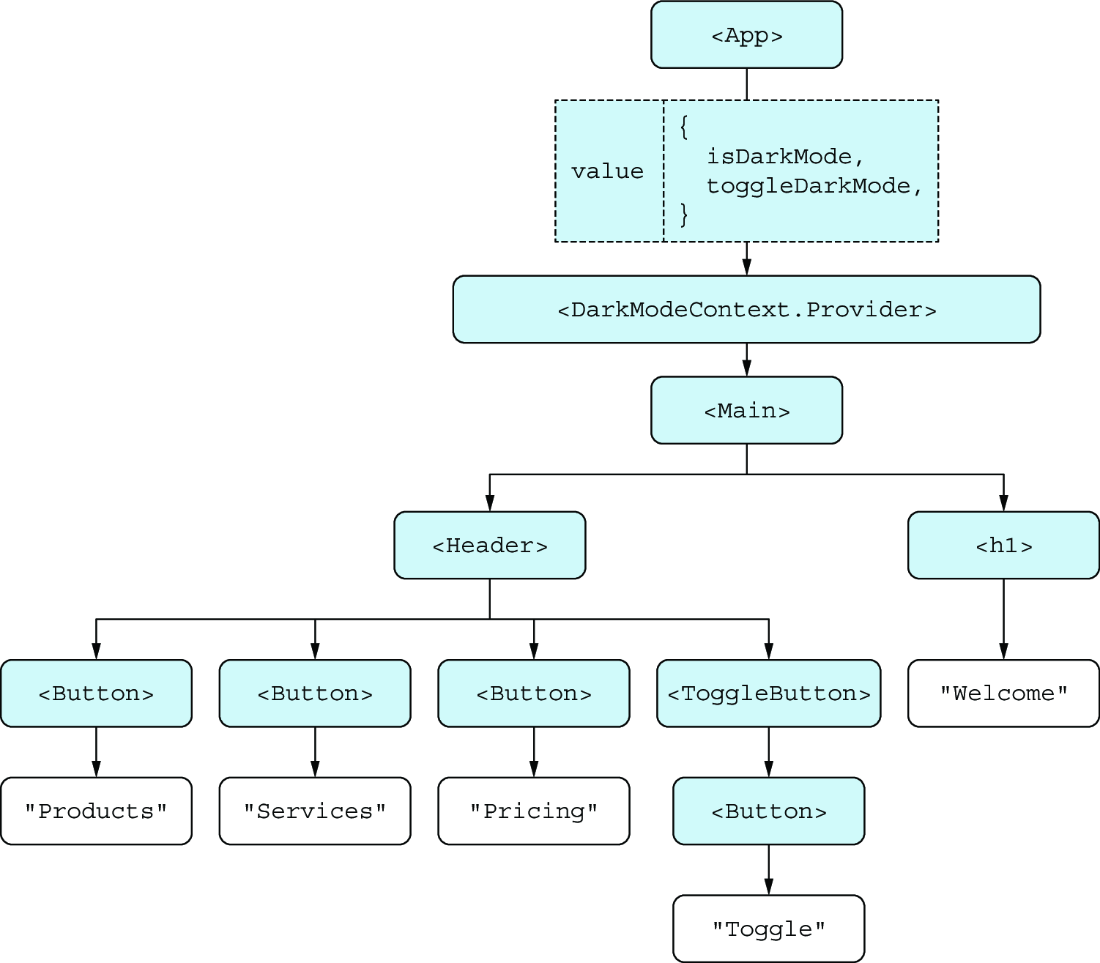 <App>
value
{
isDarkMode,
toggleDarkMode,
}
<DarkModeContext.Provider>
<Main>
<Header>
<h1>
<Button>
<Button>
<Button>
<ToggleButton>
"Welcome"
"Products"
"Services"
"Pricing"
<Button>
"Toggle"